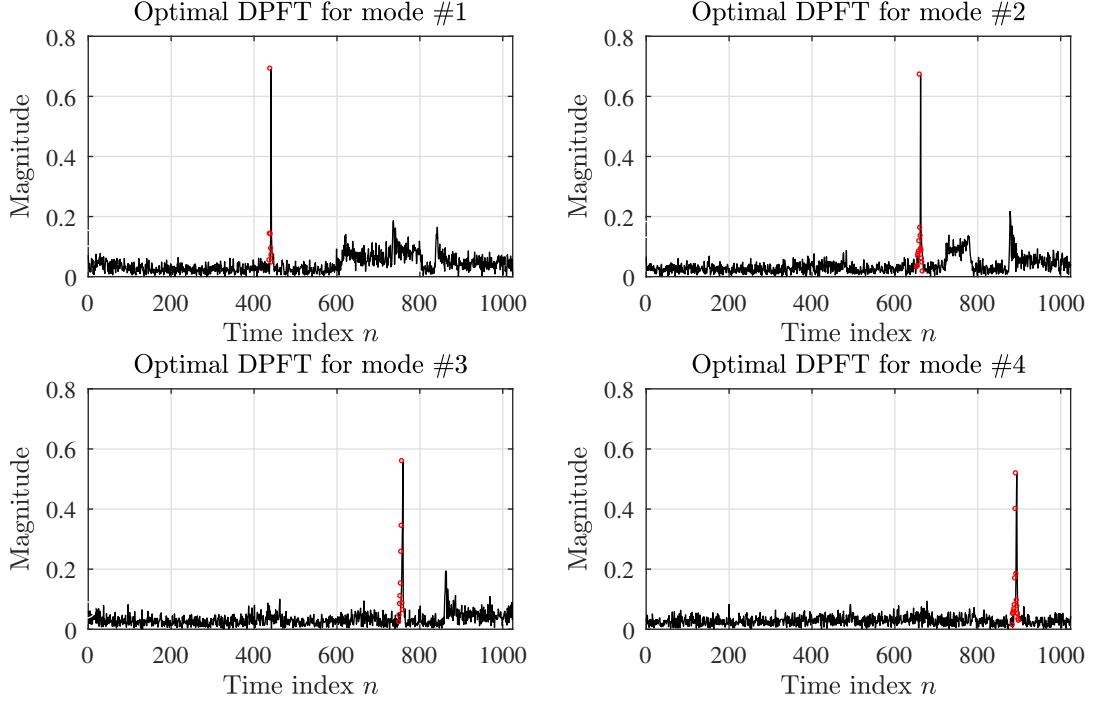 Optimal DPFT for mode #1
Magnitude
0.8
0.6
0.4
0.2
0
0 200 400 600 800 1000
Time index n
Optimal DPFT for mode #2
Magnitude
0.8
0.6
0.4
0.2
0
0 200 400 600 800 1000
Time index n
Optimal DPFT for mode #3
Magnitude
0.8
0.6
0.4
0.2
0
0 200 400 600 800 1000
Time index n
Optimal DPFT for mode #4
Magnitude
0.8
0.6
0.4
0.2
0
0 200 400 600 800 1000
Time index n